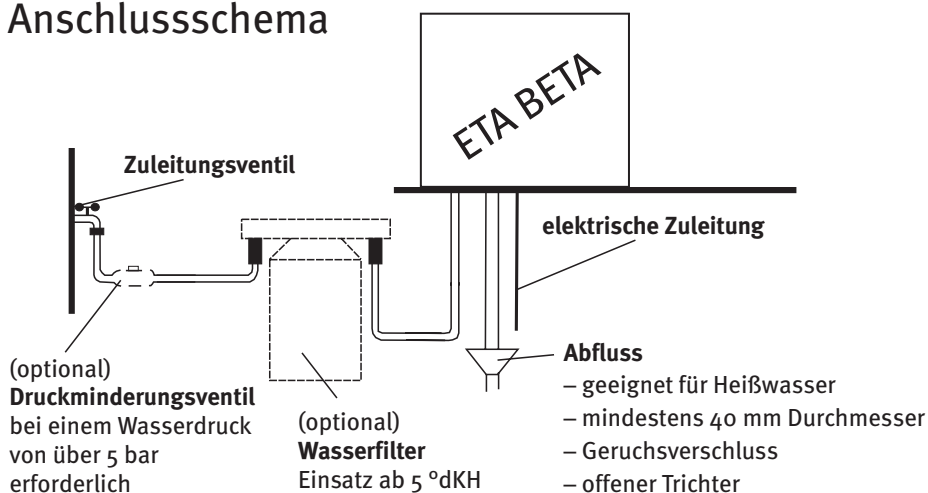 Anschlussschema
ETA BETA
Zuleitungsventil
elektrische Zuleitung
(optional)
Druckminderungsventil
bei einem Wasserdruck
von über 5 bar
erforderlich
(optional)
Wasserfilter
Einsatz ab 5 °dKH
Abfluss
– geeignet für Heißwasser
– mindestens 40 mm Durchmesser
– Geruchsverschluss
– offener Trichter